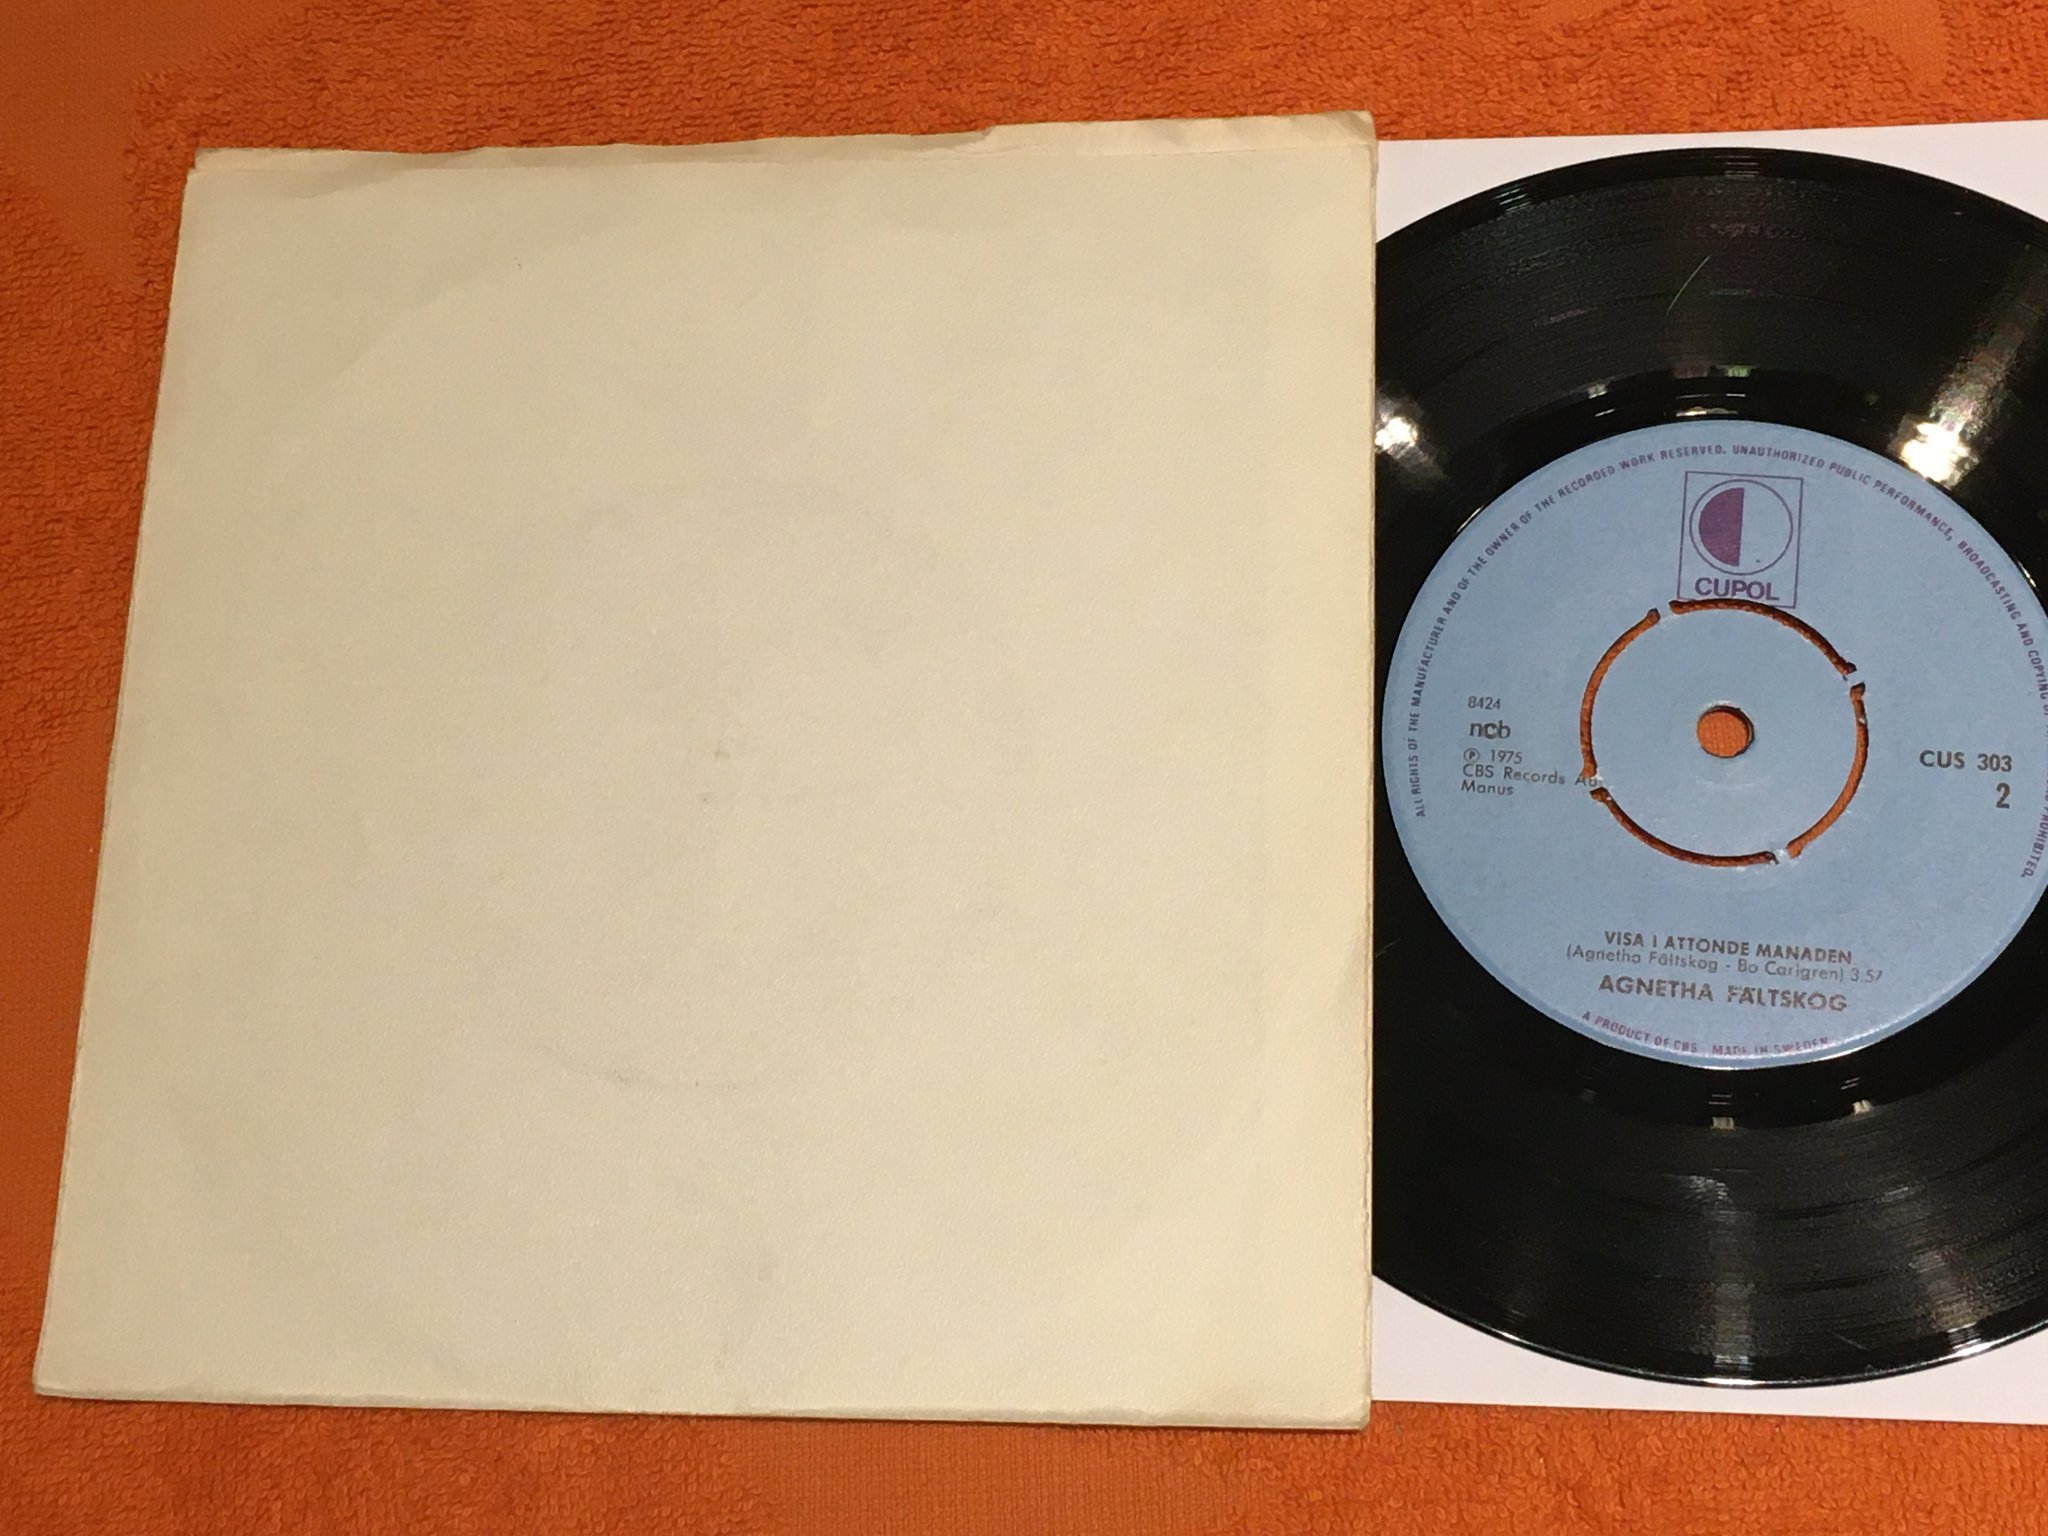 ALL RIGHTS OF THE MANUFACTURER AND OF THE OWNER OF THE RECORDED WORK RESERVED. UNAUTHORIZED PUBLIC PERFORMANCE, BROADCASTING AND COPYING OF PROHIBITED.
CUPOL
8424
ncb
℗ 1975
CBS Records AB
Manus
CUS 303
2
VISA I ATTONDE MANADEN
(Agnetha Fältskog - Bo Carlgren) 3.57
AGNETHA FÄLTSKOG
A PRODUCT OF CBS · MADE IN SWEDEN